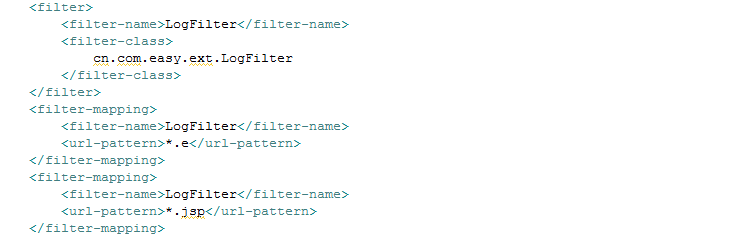 <filter>
<filter-name>LogFilter</filter-name>
<filter-class>
cn.com.easy.ext.LogFilter
</filter-class>
</filter>
<filter-mapping>
<filter-name>LogFilter</filter-name>
<url-pattern>*.e</url-pattern>
</filter-mapping>
<filter-mapping>
<filter-name>LogFilter</filter-name>
<url-pattern>*.jsp</url-pattern>
</filter-mapping>